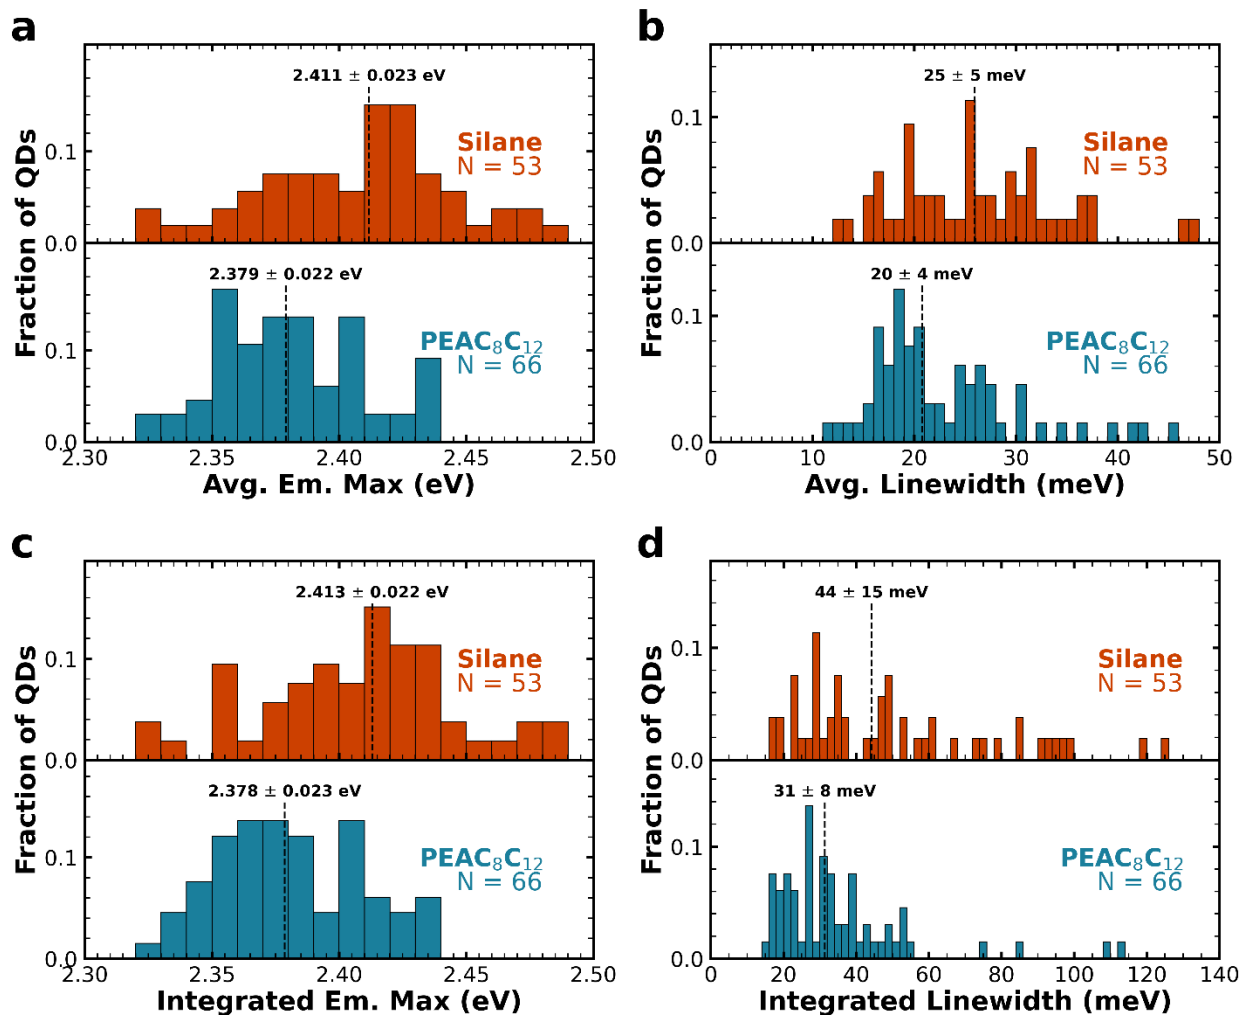 a
Fraction of QDs
0.1
0.0
2.411 ± 0.023 eV
Silane
N = 53
0.1
0.0
2.379 ± 0.022 eV
PEAC₈C₁₂
N = 66
2.30 2.35 2.40 2.45 2.50
Avg. Em. Max (eV)
b
Fraction of QDs
0.1
0.0
25 ± 5 meV
Silane
N = 53
0.1
0.0
20 ± 4 meV
PEAC₈C₁₂
N = 66
0 10 20 30 40 50
Avg. Linewidth (meV)
c
Fraction of QDs
0.1
0.0
2.413 ± 0.022 eV
Silane
N = 53
0.1
0.0
2.378 ± 0.023 eV
PEAC₈C₁₂
N = 66
2.30 2.35 2.40 2.45 2.50
Integrated Em. Max (eV)
d
Fraction of QDs
0.1
0.0
44 ± 15 meV
Silane
N = 53
0.1
0.0
31 ± 8 meV
PEAC₈C₁₂
N = 66
0 20 40 60 80 100 120 140
Integrated Linewidth (meV)